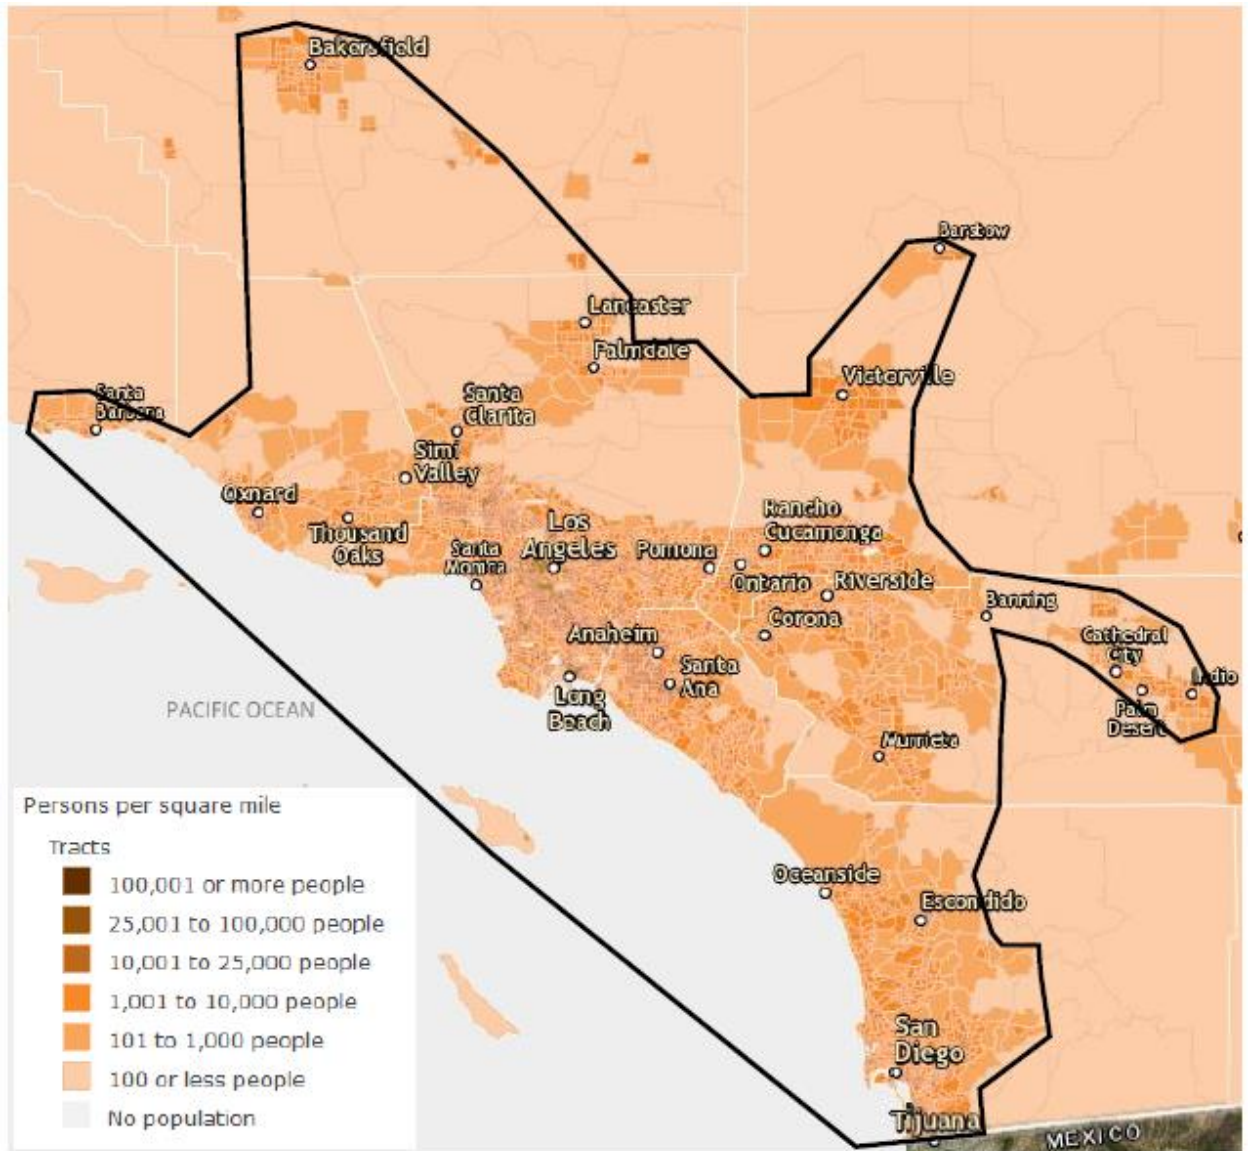 Bakersfield
Barstow
Lancaster
Palmdale
Victorville
Santa
Barbara
Santa
Clarita
Simi
Valley
Oxnard
Thousand
Oaks
Santa
Monica
Los
Angeles
Pomona
Rancho
Cucamonga
Ontario
Riverside
Corona
Banning
Anaheim
Santa
Ana
Cathedral
City
Indio
Palm
Desert
Long
Beach
PACIFIC OCEAN
Murrieta
Oceanside
Escondido
San
Diego
Tijuana
MEXICO
Persons per square mile
Tracts
100,001 or more people
25,001 to 100,000 people
10,001 to 25,000 people
1,001 to 10,000 people
101 to 1,000 people
100 or less people
No population